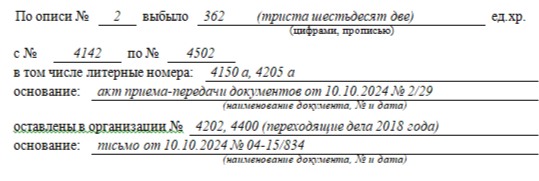 По описи № 2 выбыло 362 (триста шестьдесят две) ед.хр.
(цифрами, прописью)
с № 4142 по № 4502
в том числе литерные номера: 4150 а, 4205 а
основание: акт приема-передачи документов от 10.10.2024 № 2/29
(наименование документа, № и дата)
оставлены в организации № 4202, 4400 (переходящие дела 2018 года)
основание: письмо от 10.10.2024 № 04-15/834
(наименование документа, № и дата)